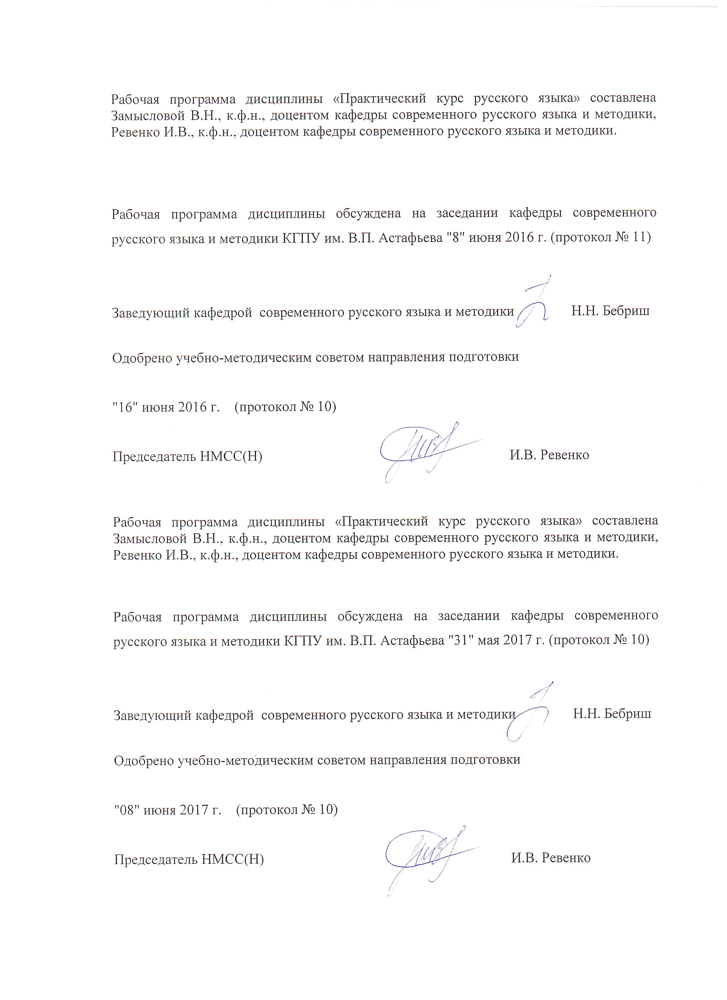 Рабочая программа дисциплины «Практический курс русского языка» составлена
Замысловой В.Н., к.ф.н., доцентом кафедры современного русского языка и методики,
Ревенко И.В., к.ф.н., доцентом кафедры современного русского языка и методики.
Рабочая программа дисциплины обсуждена на заседании кафедры современного
русского языка и методики КГПУ им. В.П. Астафьева "8" июня 2016 г. (протокол № 11)
Заведующий кафедрой современного русского языка и методики Н.Н. Бебриш
Одобрено учебно-методическим советом направления подготовки
"16" июня 2016 г. (протокол № 10)
Председатель НМСС(Н) И.В. Ревенко
Рабочая программа дисциплины «Практический курс русского языка» составлена
Замысловой В.Н., к.ф.н., доцентом кафедры современного русского языка и методики,
Ревенко И.В., к.ф.н., доцентом кафедры современного русского языка и методики.
Рабочая программа дисциплины обсуждена на заседании кафедры современного
русского языка и методики КГПУ им. В.П. Астафьева "31" мая 2017 г. (протокол № 10)
Заведующий кафедрой современного русского языка и методики Н.Н. Бебриш
Одобрено учебно-методическим советом направления подготовки
"08" июня 2017 г. (протокол № 10)
Председатель НМСС(Н) И.В. Ревенко